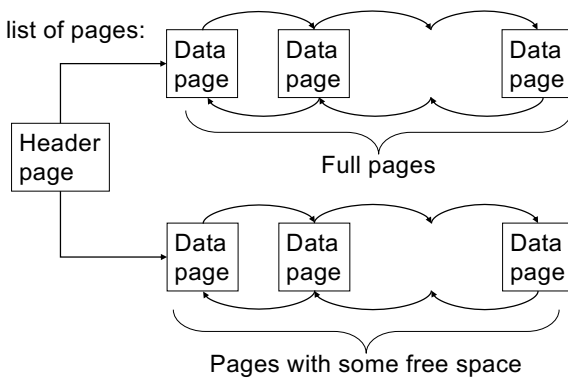 list of pages:
Data page
Data page
Data page
Header page
Full pages
Data page
Data page
Data page
Pages with some free space